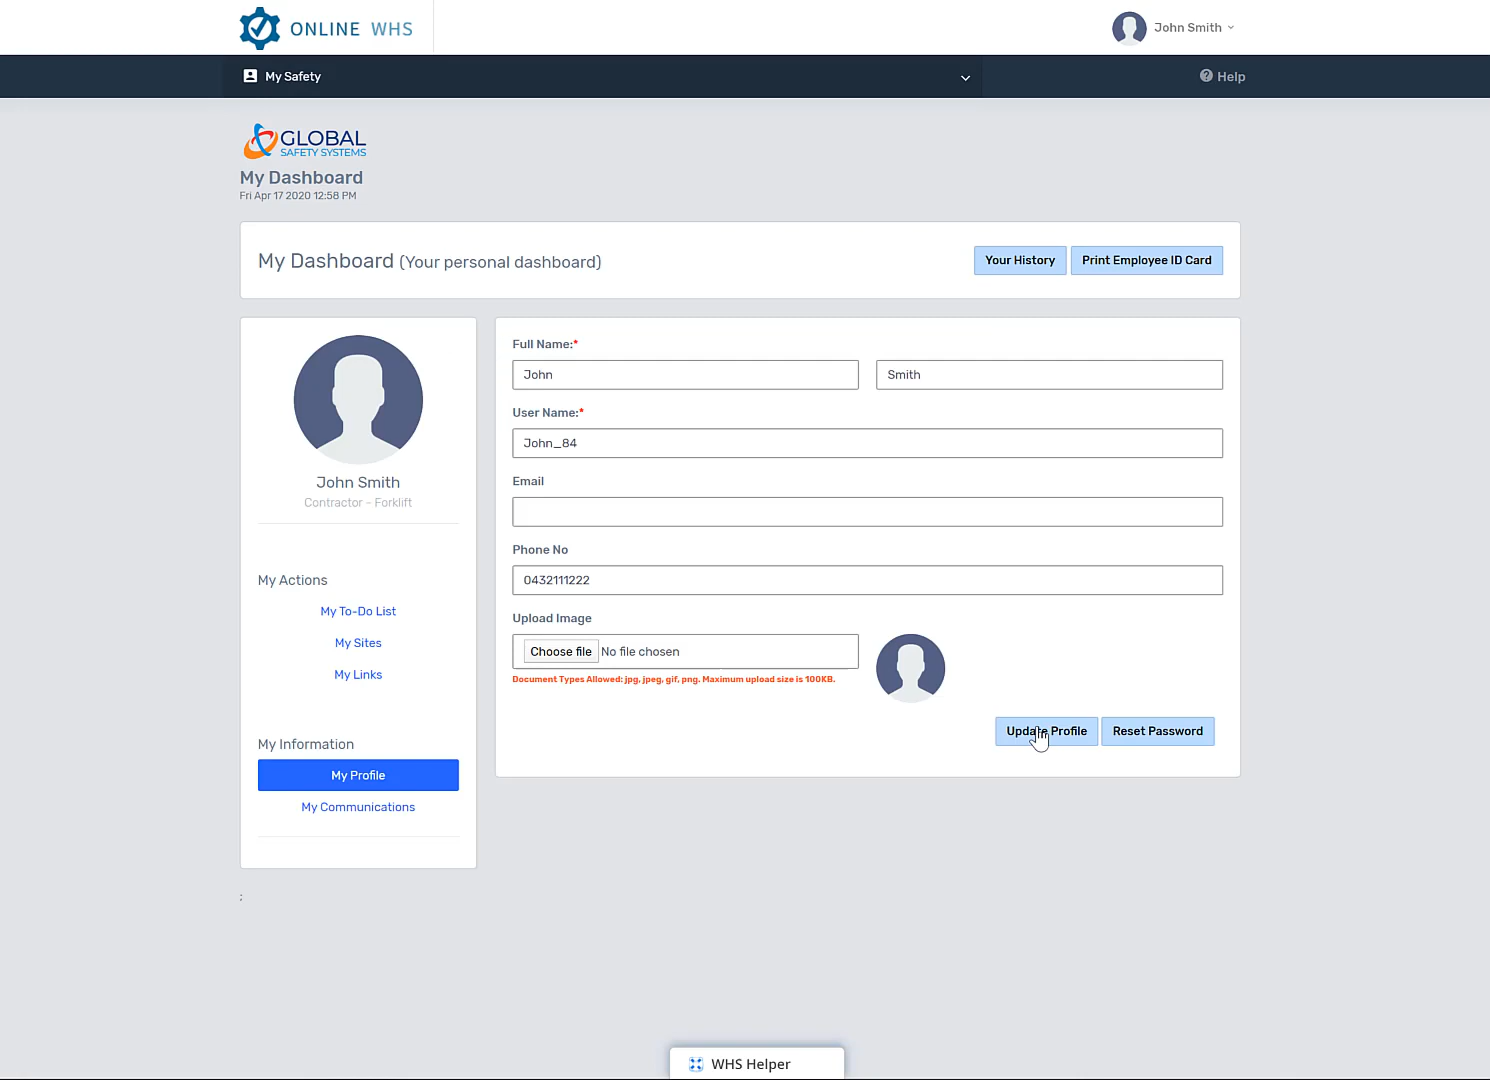 ONLINE WHS
John Smith
My Safety
Help
GLOBAL
SAFETY SYSTEMS
My Dashboard
Fri Apr 17 2020 12:58 PM
My Dashboard (Your personal dashboard)
Your History
Print Employee ID Card
John Smith
Contractor - Forklift
My Actions
My To-Do List
My Sites
My Links
My Information
My Profile
My Communications
Full Name:*
John
Smith
User Name:*
John_84
Email
Phone No
0432111222
Upload Image
Choose file No file chosen
Document Types Allowed: jpg, jpeg, gif, png. Maximum upload size is 100KB.
Update Profile
Reset Password
;
WHS Helper